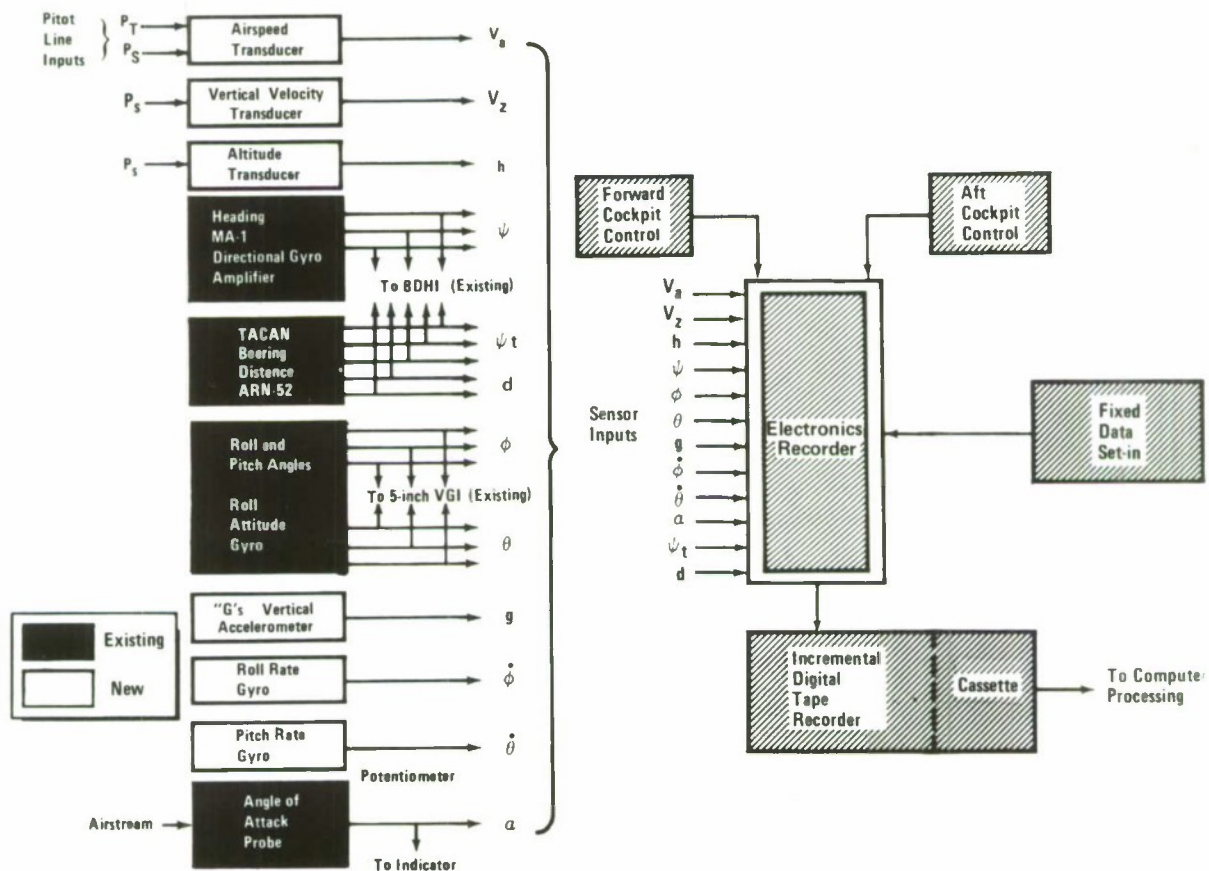 Pitot
Line
Inputs
P_T
P_S
Airspeed
Transducer
V_a
P_s
Vertical Velocity
Transducer
V_z
P_s
Altitude
Transducer
h
Heading
MA-1
Directional Gyro
Amplifier
ψ
To BDHI (Existing)
TACAN
Bearing
Distance
ARN-52
ψ t
d
Roll and
Pitch Angles
ϕ
To 5-inch VGI (Existing)
Roll
Attitude
Gyro
θ
"G's Vertical
Accelerometer
g
Roll Rate
Gyro
ϕ̇
Pitch Rate
Gyro
θ̇
Potentiometer
Airstream
Angle of
Attack
Probe
α
To Indicator
Existing
New
Forward
Cockpit
Control
Aft
Cockpit
Control
Sensor
Inputs
V_a
V_z
h
ψ
ϕ
θ
g
ϕ̇
θ̇
α
ψ_t
d
Electronics
Recorder
Fixed
Data
Set-in
Incremental
Digital
Tape
Recorder
Cassette
To Compute
Processing